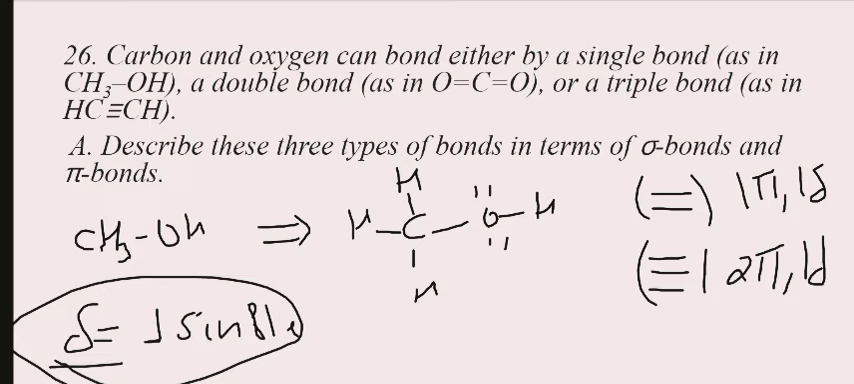 26. Carbon and oxygen can bond either by a single bond (as in
CH₃–OH), a double bond (as in O=C=O), or a triple bond (as in
HC≡CH).
A. Describe these three types of bonds in terms of σ-bonds and
π-bonds.
H
(=) 1π, 1δ
CH₃-OH ⇒ H-C-O-H
H
(≡) 2π, 1δ
δ= 1 single